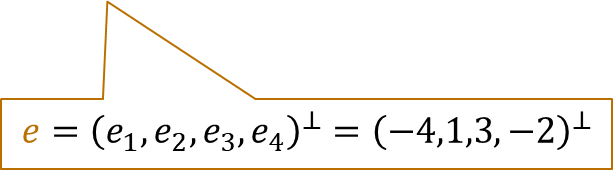 e = (e₁, e₂, e₃, e₄)^⊥ = (−4,1,3, −2)^⊥